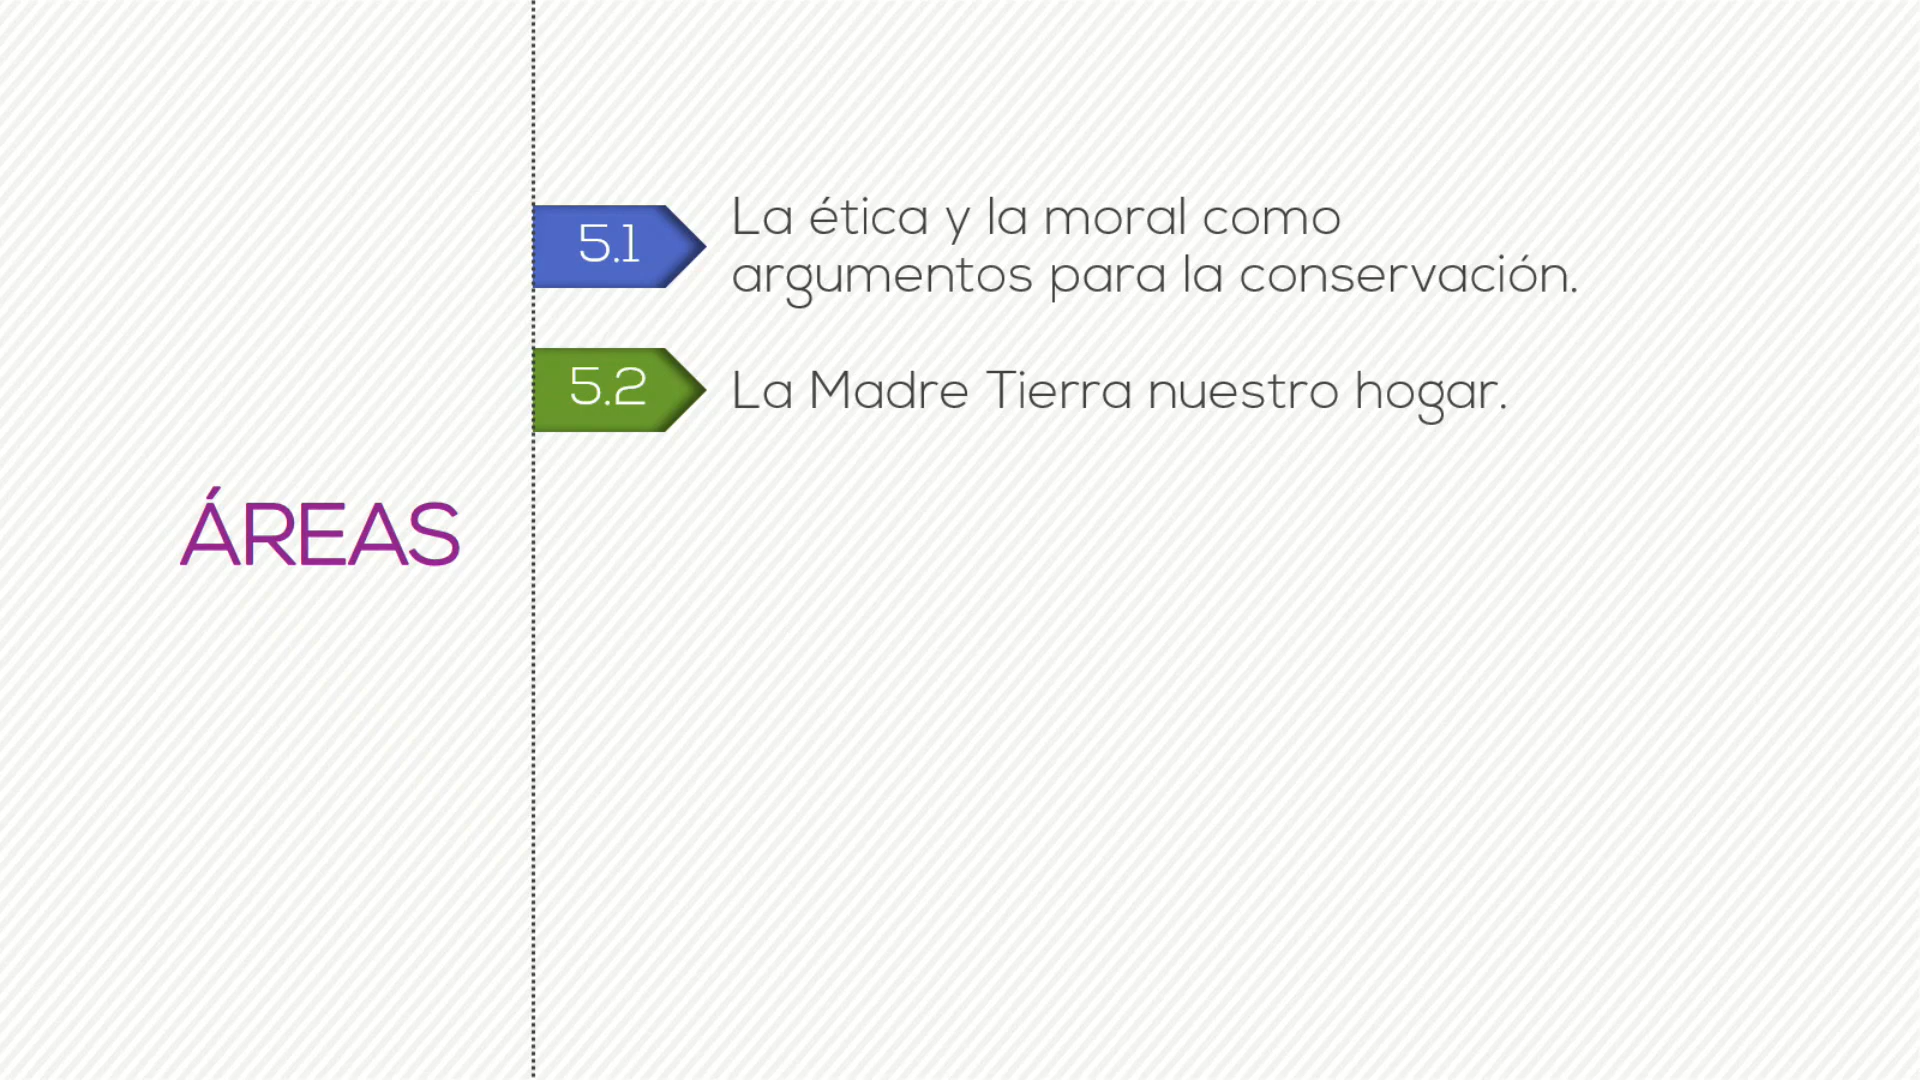 ÁREAS
5.1
La ética y la moral como
argumentos para la conservación.
5.2
La Madre Tierra nuestro hogar.